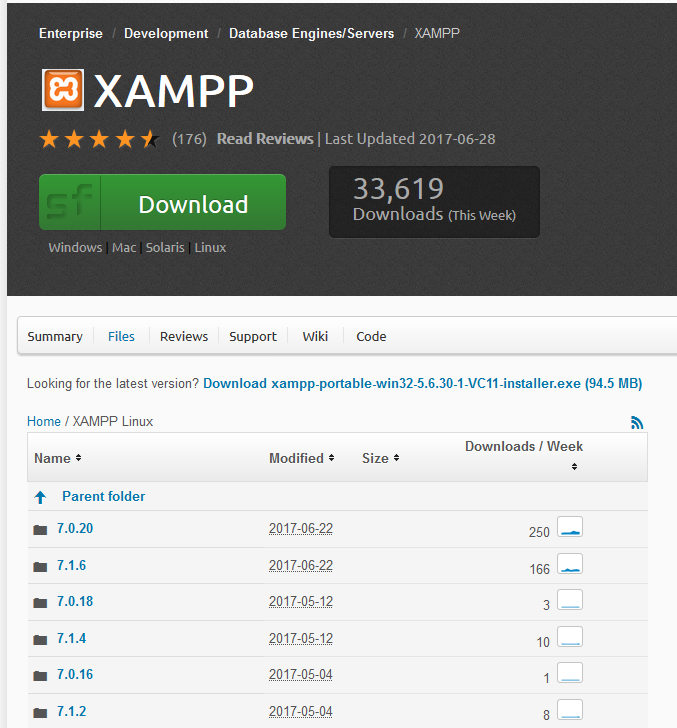 Enterprise / Development / Database Engines/Servers / XAMPP
XAMPP
(176) Read Reviews | Last Updated 2017-06-28
sf Download
33,619
Downloads (This Week)
Windows | Mac | Solaris | Linux
Summary Files Reviews Support Wiki Code
Looking for the latest version? Download xampp-portable-win32-5.6.30-1-VC11-installer.exe (94.5 MB)
Home / XAMPP Linux
Name Modified Size Downloads / Week
Parent folder
7.0.20 2017-06-22 250
7.1.6 2017-06-22 166
7.0.18 2017-05-12 3
7.1.4 2017-05-12 10
7.0.16 2017-05-04 1
7.1.2 2017-05-04 8